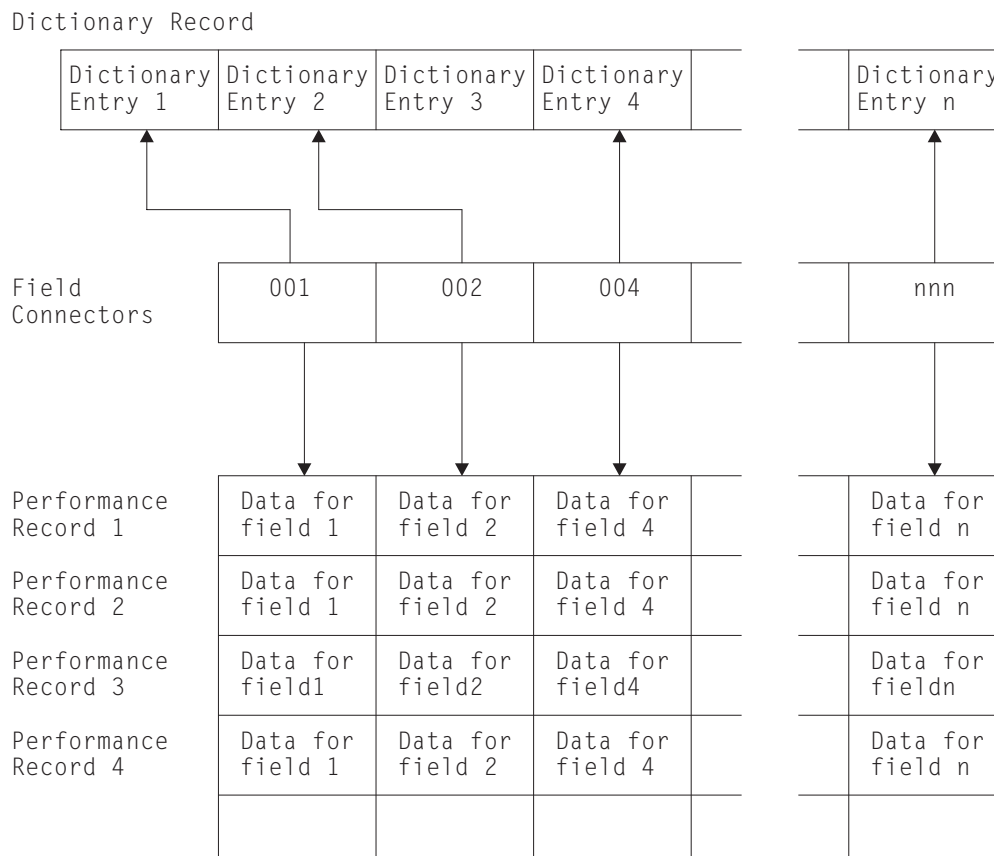 Dictionary Record
Dictionary Dictionary Dictionary Dictionary Dictionary
Entry 1 Entry 2 Entry 3 Entry 4 Entry n
Field 001 002 004 nnn
Connectors
Performance Data for Data for Data for Data for
Record 1 field 1 field 2 field 4 field n
Performance Data for Data for Data for Data for
Record 2 field 1 field 2 field 4 field n
Performance Data for Data for Data for Data for
Record 3 field1 field2 field4 fieldn
Performance Data for Data for Data for Data for
Record 4 field 1 field 2 field 4 field n